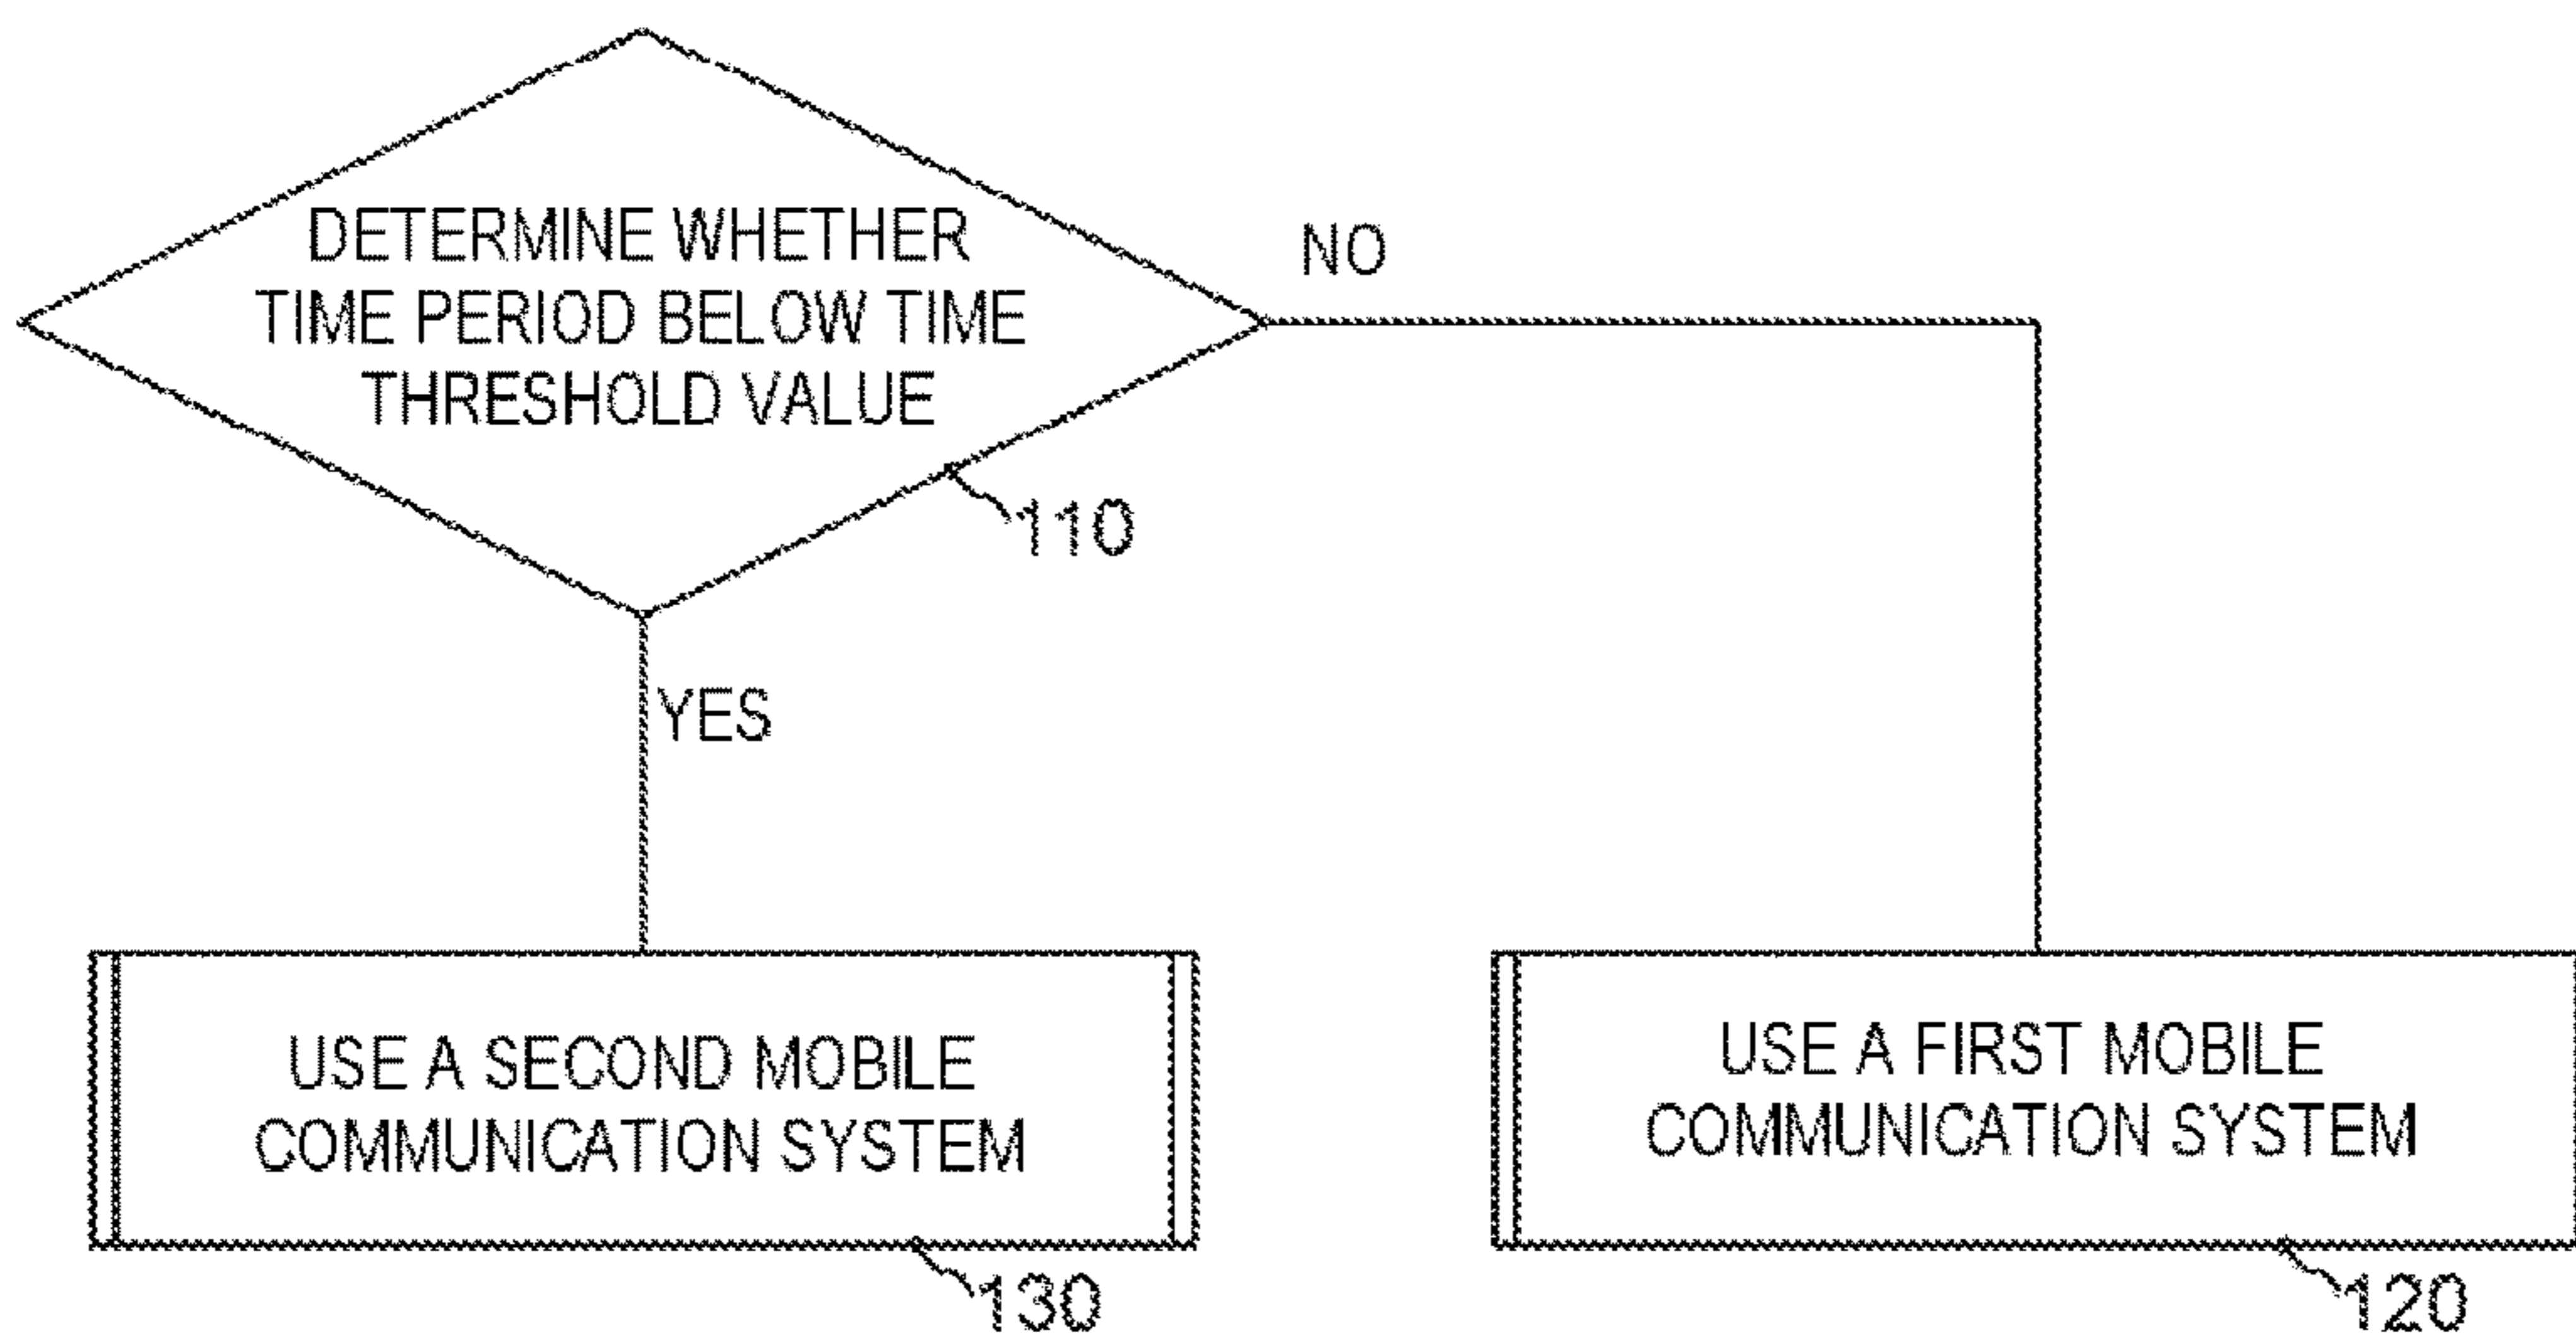 DETERMINE WHETHER
TIME PERIOD BELOW TIME
THRESHOLD VALUE
NO
110
YES
USE A SECOND MOBILE
COMMUNICATION SYSTEM
130
USE A FIRST MOBILE
COMMUNICATION SYSTEM
120